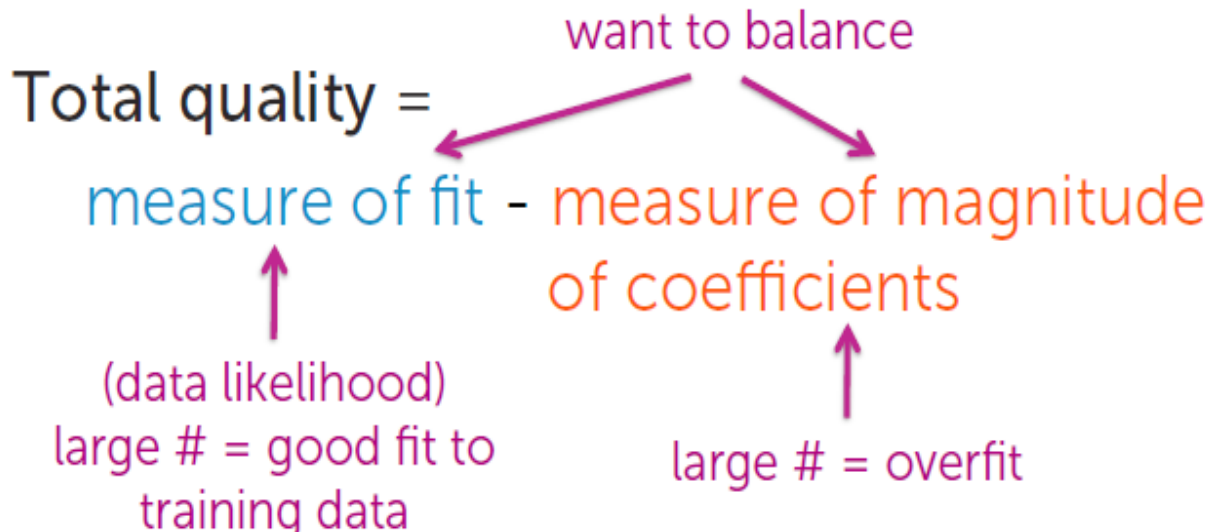 want to balance
Total quality =
measure of fit - measure of magnitude
of coefficients
(data likelihood)
large # = good fit to
training data
large # = overfit